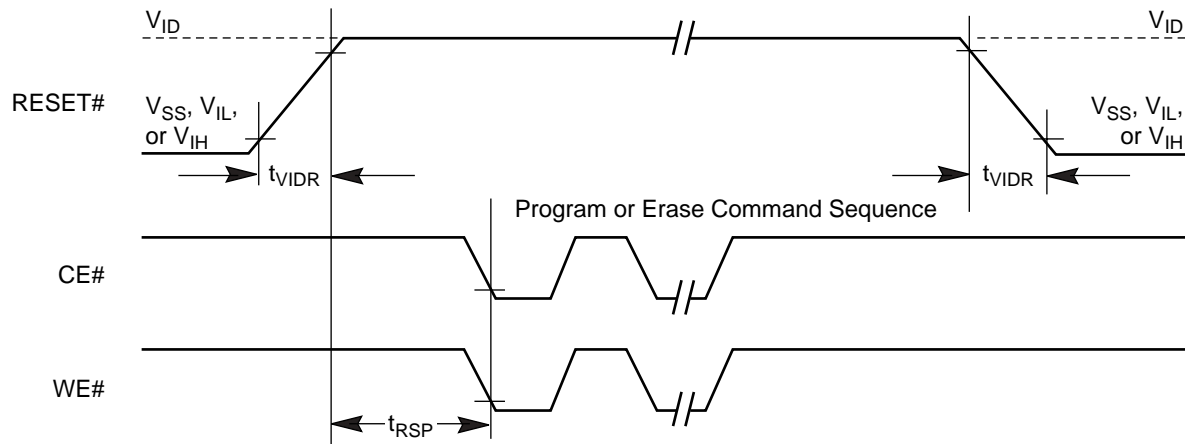 V_ID
V_ID
RESET#
V_SS, V_IL,
or V_IH
V_SS, V_IL,
or V_IH
t_VIDR
t_VIDR
Program or Erase Command Sequence
CE#
WE#
t_RSP